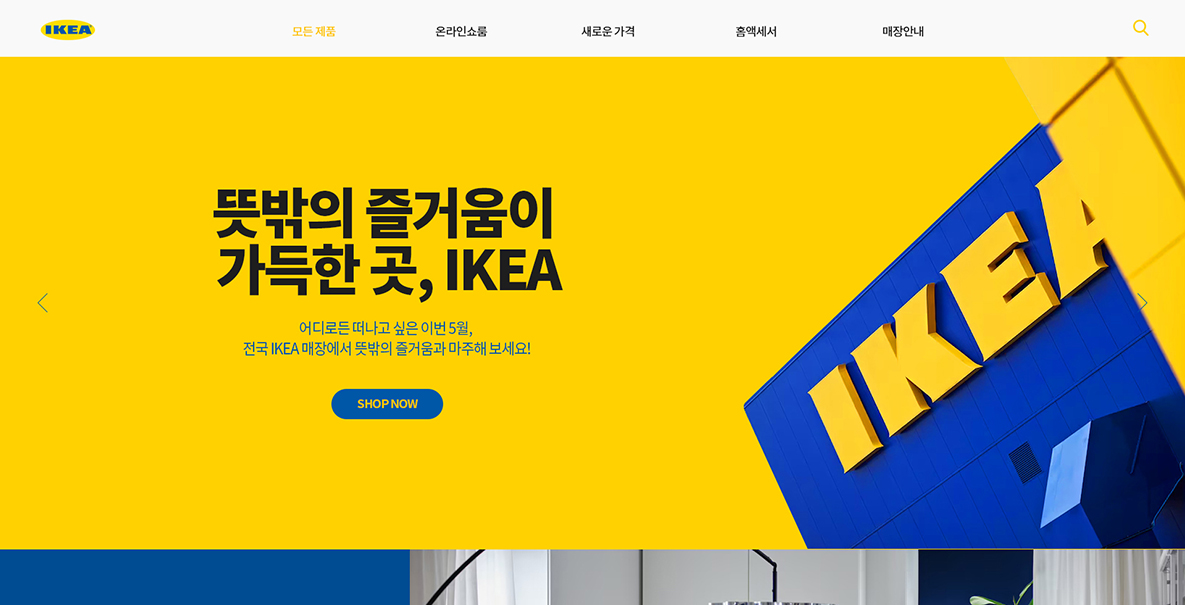 IKEA
모든 제품
온라인쇼룸
새로운 가격
홈액세서
매장안내
뜻밖의 즐거움이
가득한 곳, IKEA
어디로든 떠나고 싶은 이번 5월,
전국 IKEA 매장에서 뜻밖의 즐거움과 마주해 보세요!
SHOP NOW
IKEA